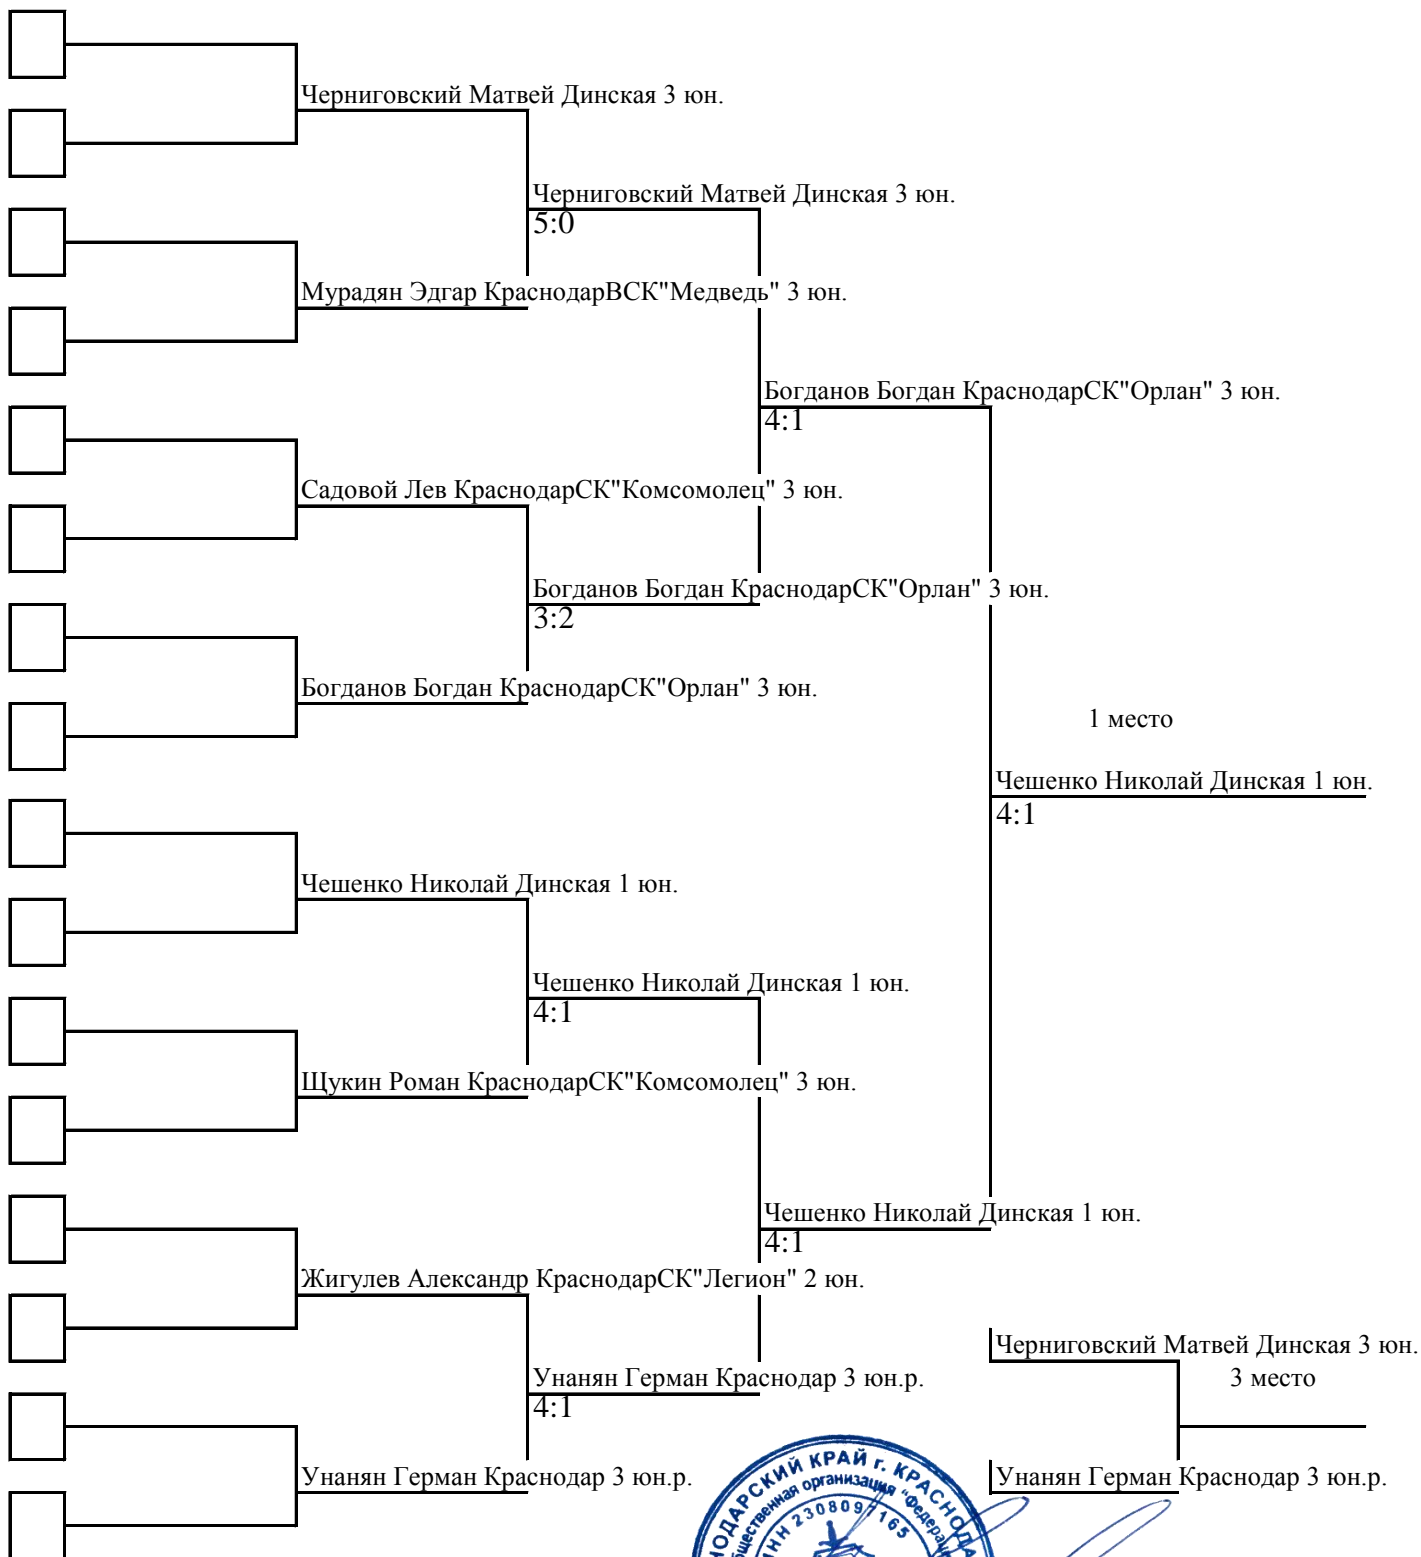 Черниговский Матвей Динская 3 юн.
Черниговский Матвей Динская 3 юн.
5:0
Мурадян Эдгар КраснодарВСК"Медведь" 3 юн.
Богданов Богдан КраснодарСК"Орлан" 3 юн.
4:1
Садовой Лев КраснодарСК"Комсомолец" 3 юн.
Богданов Богдан КраснодарСК"Орлан" 3 юн.
3:2
Богданов Богдан КраснодарСК"Орлан" 3 юн.
1 место
Чешенко Николай Динская 1 юн.
4:1
Чешенко Николай Динская 1 юн.
Чешенко Николай Динская 1 юн.
4:1
Щукин Роман КраснодарСК"Комсомолец" 3 юн.
Чешенко Николай Динская 1 юн.
4:1
Жигулев Александр КраснодарСК"Легион" 2 юн.
Черниговский Матвей Динская 3 юн.
3 место
Унанян Герман Краснодар 3 юн.р.
4:1
Унанян Герман Краснодар 3 юн.р.
Унанян Герман Краснодар 3 юн.р.
КРАЙ г.
организация
ИНН 2308097165